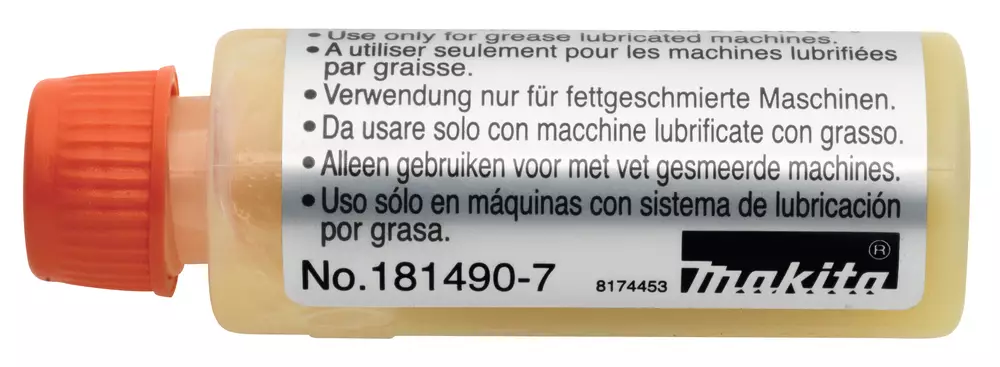 • Use only for grease lubricated machines.
• A utiliser seulement pour les machines lubrifiées
par graisse.
• Verwendung nur für fettgeschmierte Maschinen.
• Da usare solo con macchine lubrificate con grasso.
• Alleen gebruiken voor met vet gesmeerde machines.
• Uso sólo en máquinas con sistema de lubricación
por grasa.
No.181490-7 8174453 makita ®